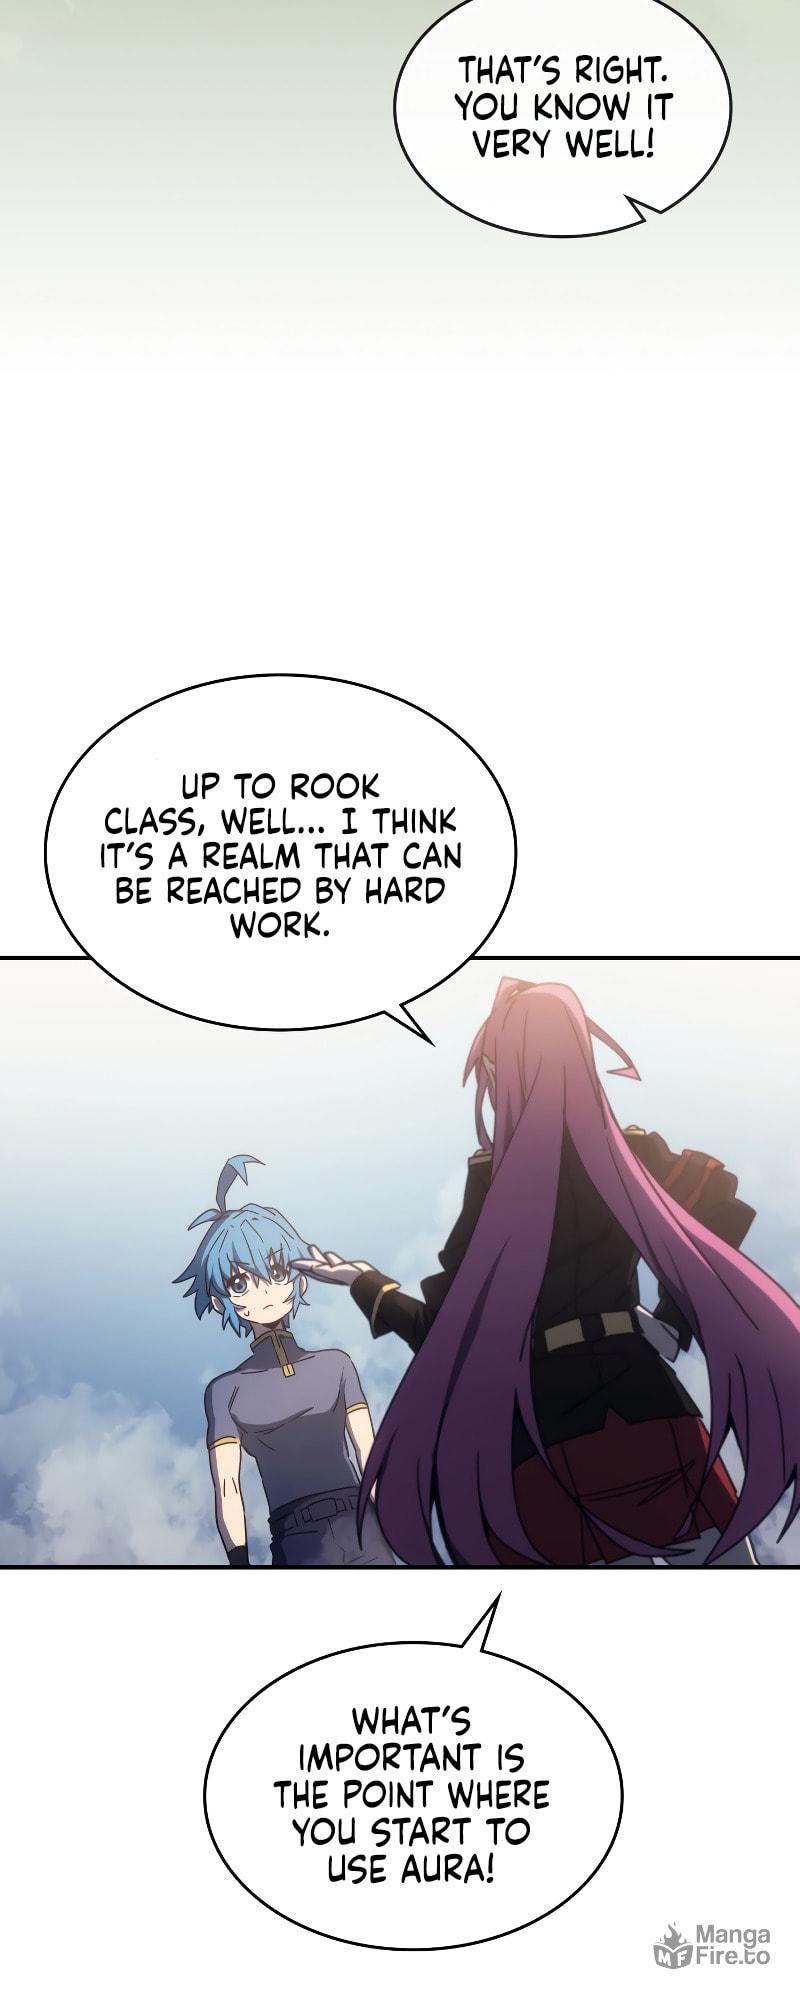 THAT'S RIGHT.
YOU KNOW IT
VERY WELL!
UP TO ROOK
CLASS, WELL... I THINK
IT'S A REALM THAT CAN
BE REACHED BY HARD
WORK.
WHAT'S
IMPORTANT IS
THE POINT WHERE
YOU START TO
USE AURA!
MF
Manga
Fire.to